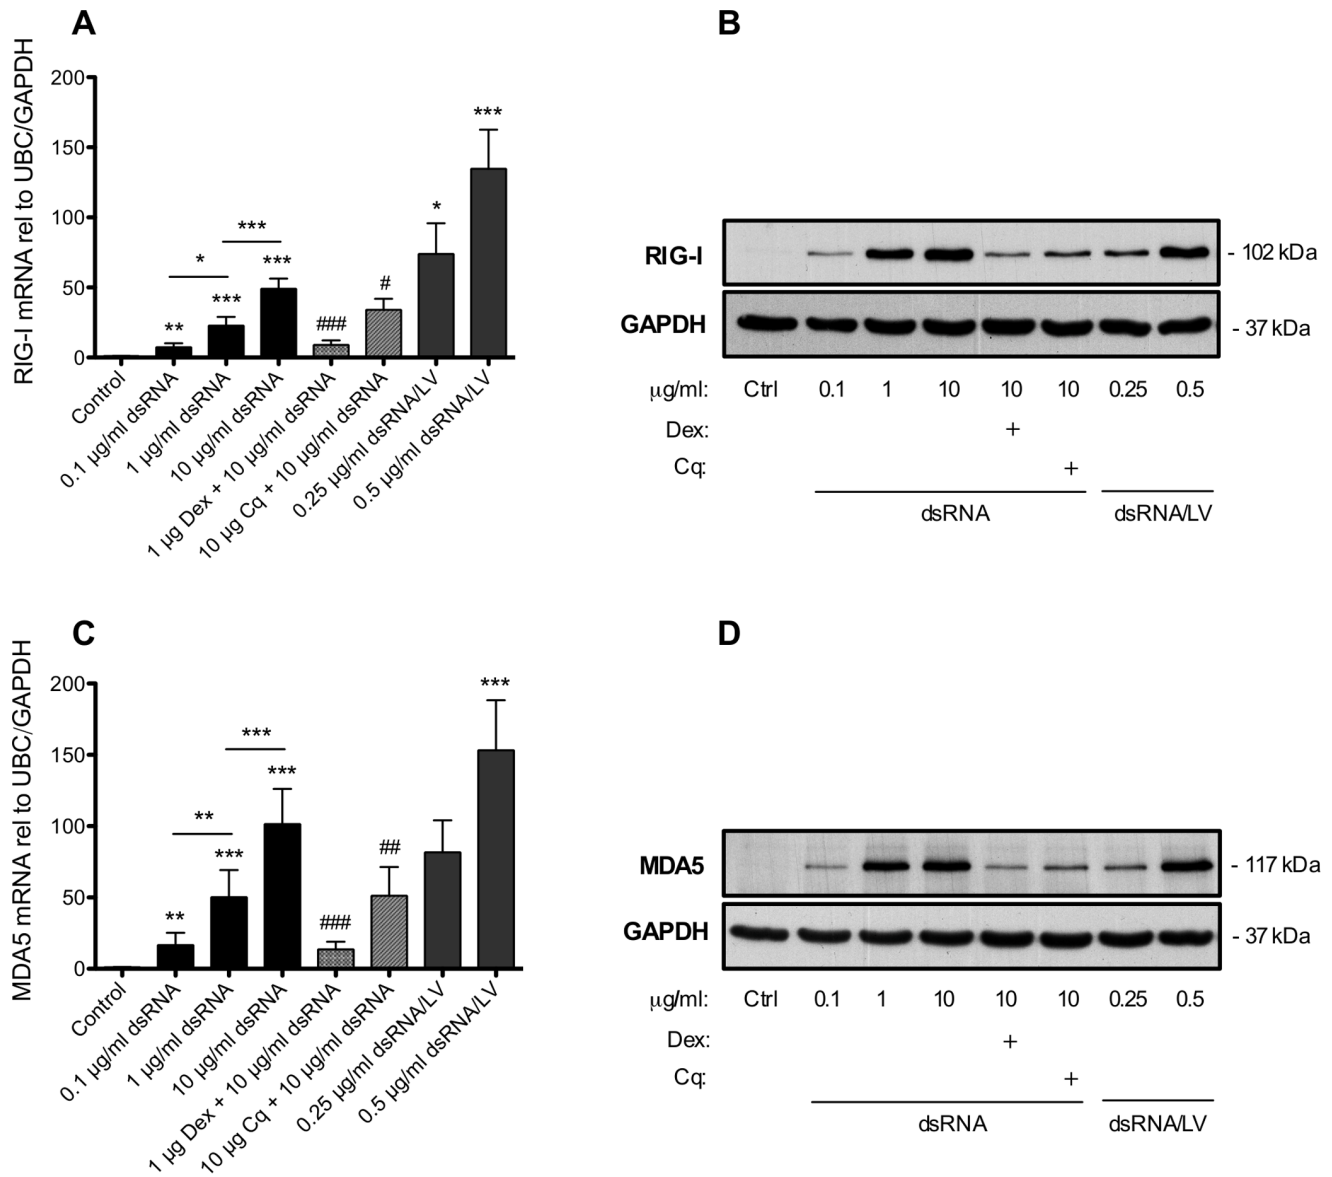 A
RIG-I mRNA rel to UBC/GAPDH
200
150
100
50
0
**
*
***
***
***
###
#
*
***
Control
0.1 µg/ml dsRNA
1 µg/ml dsRNA
10 µg/ml dsRNA
1 µg Dex + 10 µg/ml dsRNA
10 µg Cq + 10 µg/ml dsRNA
0.25 µg/ml dsRNA/LV
0.5 µg/ml dsRNA/LV
B
RIG-I
- 102 kDa
GAPDH
- 37 kDa
µg/ml: Ctrl 0.1 1 10 10 10 0.25 0.5
Dex: +
Cq: +
dsRNA dsRNA/LV
C
MDA5 mRNA rel to UBC/GAPDH
200
150
100
50
0
**
**
***
***
***
###
##
***
Control
0.1 µg/ml dsRNA
1 µg/ml dsRNA
10 µg/ml dsRNA
1 µg Dex + 10 µg/ml dsRNA
10 µg Cq + 10 µg/ml dsRNA
0.25 µg/ml dsRNA/LV
0.5 µg/ml dsRNA/LV
D
MDA5
- 117 kDa
GAPDH
- 37 kDa
µg/ml: Ctrl 0.1 1 10 10 10 0.25 0.5
Dex: +
Cq: +
dsRNA dsRNA/LV